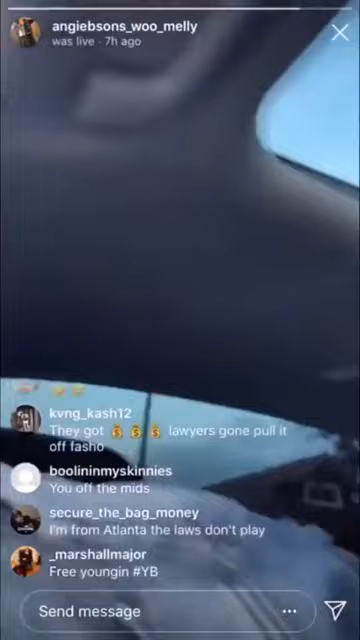 angiebsons_woo_melly
was live · 7h ago
kvng_kash12
They got 💰 💰 💰 lawyers gone pull it
off fasho
boolininmyskinnies
You off the mids
secure_the_bag_money
I'm from Atlanta the laws don't play
_marshallmajor
Free youngin #YB
Send message